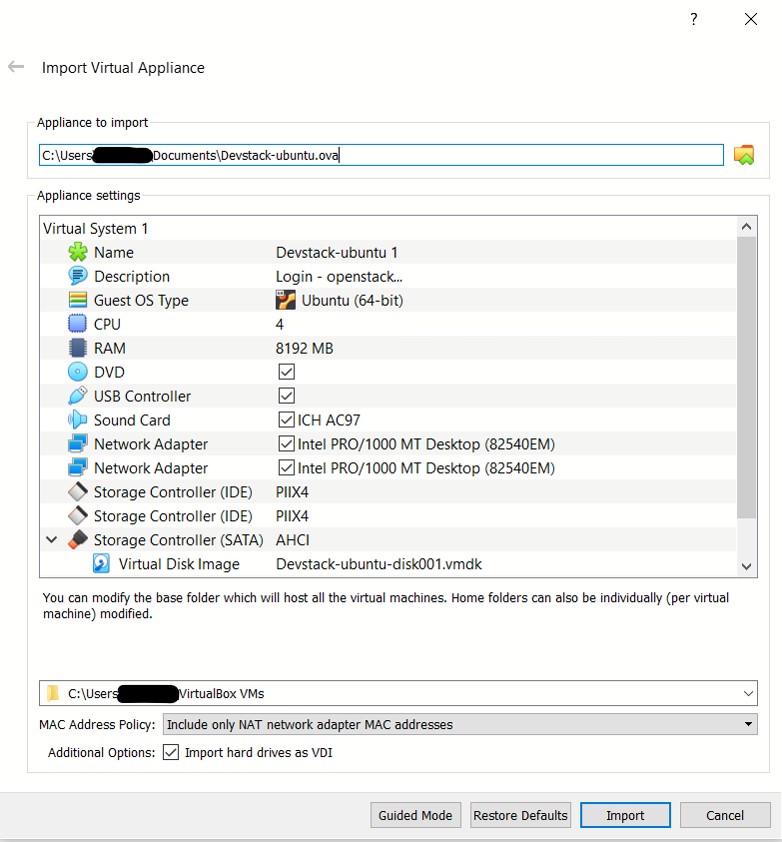 ?
Import Virtual Appliance
Appliance to import
C:\Users Documents\Devstack-ubuntu.ova
Appliance settings
Virtual System 1
Name Devstack-ubuntu 1
Description Login - openstack...
Guest OS Type Ubuntu (64-bit)
CPU 4
RAM 8192 MB
DVD
USB Controller
Sound Card ICH AC97
Network Adapter Intel PRO/1000 MT Desktop (82540EM)
Network Adapter Intel PRO/1000 MT Desktop (82540EM)
Storage Controller (IDE) PIIX4
Storage Controller (IDE) PIIX4
Storage Controller (SATA) AHCI
Virtual Disk Image Devstack-ubuntu-disk001.vmdk
You can modify the base folder which will host all the virtual machines. Home folders can also be individually (per virtual
machine) modified.
C:\Users VirtualBox VMs
MAC Address Policy: Include only NAT network adapter MAC addresses
Additional Options: Import hard drives as VDI
Guided Mode Restore Defaults Import Cancel